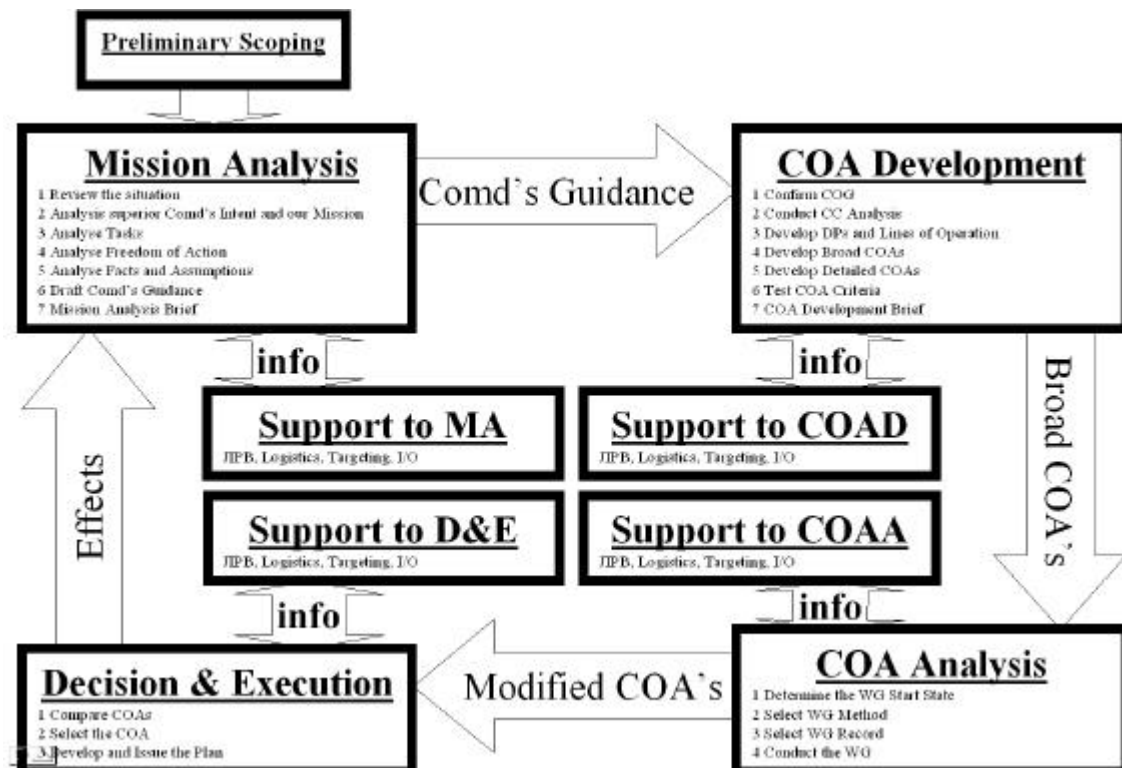 Preliminary Scoping
Mission Analysis
1 Review the situation
2 Analysis superior Comd's Intent and our Mission
3 Analyse Tasks
4 Analyse Freedom of Action
5 Analyse Facts and Assumptions
6 Draft Comd's Guidance
7 Mission Analysis Brief
Comd's Guidance
COA Development
1 Confirm COG
2 Conduct CC Analysis
3 Develop DPs and Lines of Operation
4 Develop Broad COAs
5 Develop Detailed COAs
6 Test COA Criteria
7 COA Development Brief
info
info
Support to MA
JIPB, Logistics, Targeting, I/O
Support to COAD
JIPB, Logistics, Targeting, I/O
Broad COA's
Effects
Support to D&E
JIPB, Logistics, Targeting, I/O
Support to COAA
JIPB, Logistics, Targeting, I/O
info
info
Decision & Execution
1 Compare COAs
2 Select the COA
3 Develop and Issue the Plan
Modified COA's
COA Analysis
1 Determine the WG Start State
2 Select WG Method
3 Select WG Record
4 Conduct the WG